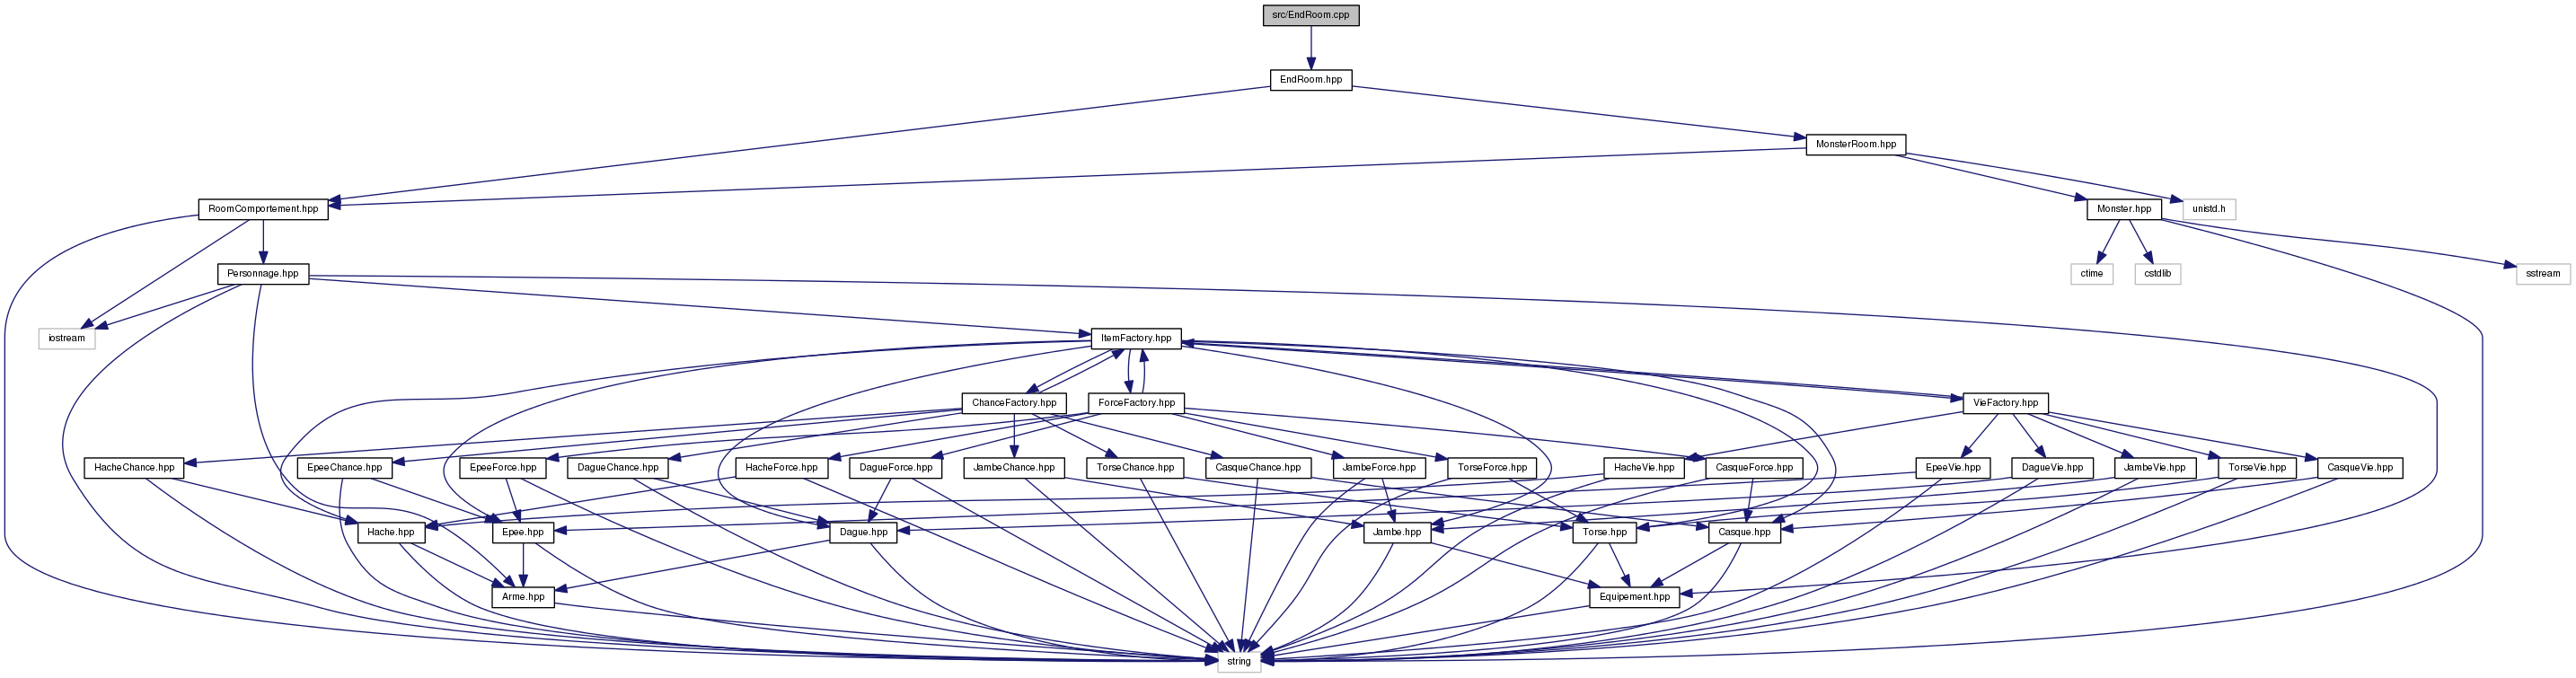 src/EndRoom.cpp
EndRoom.hpp
MonsterRoom.hpp
RoomComportement.hpp
Monster.hpp
unistd.h
Personnage.hpp
ctime
cstdlib
sstream
iostream
ItemFactory.hpp
ChanceFactory.hpp
ForceFactory.hpp
VieFactory.hpp
HacheChance.hpp
EpeeChance.hpp
EpeeForce.hpp
DagueChance.hpp
HacheForce.hpp
DagueForce.hpp
JambeChance.hpp
TorseChance.hpp
CasqueChance.hpp
JambeForce.hpp
TorseForce.hpp
HacheVie.hpp
CasqueForce.hpp
EpeeVie.hpp
DagueVie.hpp
JambeVie.hpp
TorseVie.hpp
CasqueVie.hpp
Hache.hpp
Epee.hpp
Dague.hpp
Jambe.hpp
Torse.hpp
Casque.hpp
Arme.hpp
Equipement.hpp
string